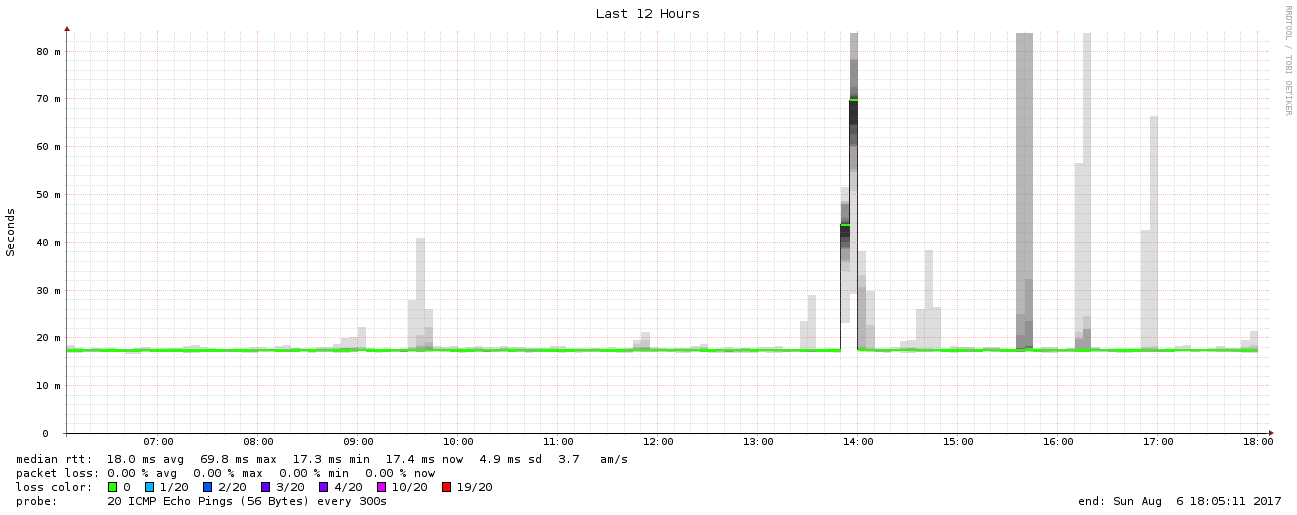 Last 12 Hours
RRDTOOL / TOBI OETIKER
Seconds
80 m
70 m
60 m
50 m
40 m
30 m
20 m
10 m
0
07:00 08:00 09:00 10:00 11:00 12:00 13:00 14:00 15:00 16:00 17:00 18:00
median rtt: 18.0 ms avg 69.8 ms max 17.3 ms min 17.4 ms now 4.9 ms sd 3.7 am/s
packet loss: 0.00 % avg 0.00 % max 0.00 % min 0.00 % now
loss color: 0 1/20 2/20 3/20 4/20 10/20 19/20
probe: 20 ICMP Echo Pings (56 Bytes) every 300s end: Sun Aug 6 18:05:11 2017